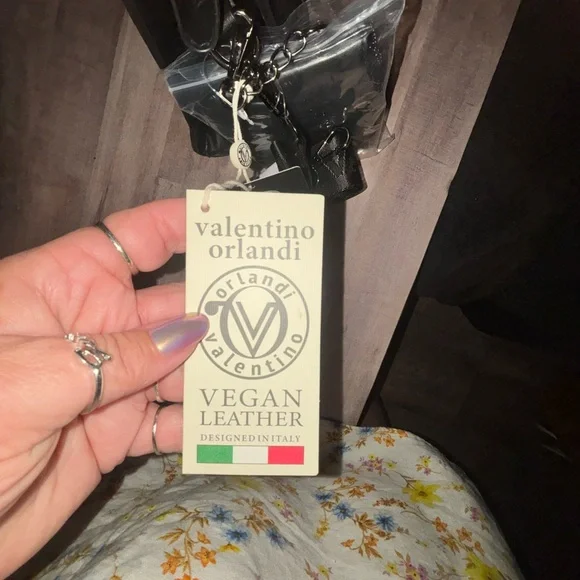 valentino
orlandi
orlandi
valentino
VEGAN
LEATHER
DESIGNED IN ITALY